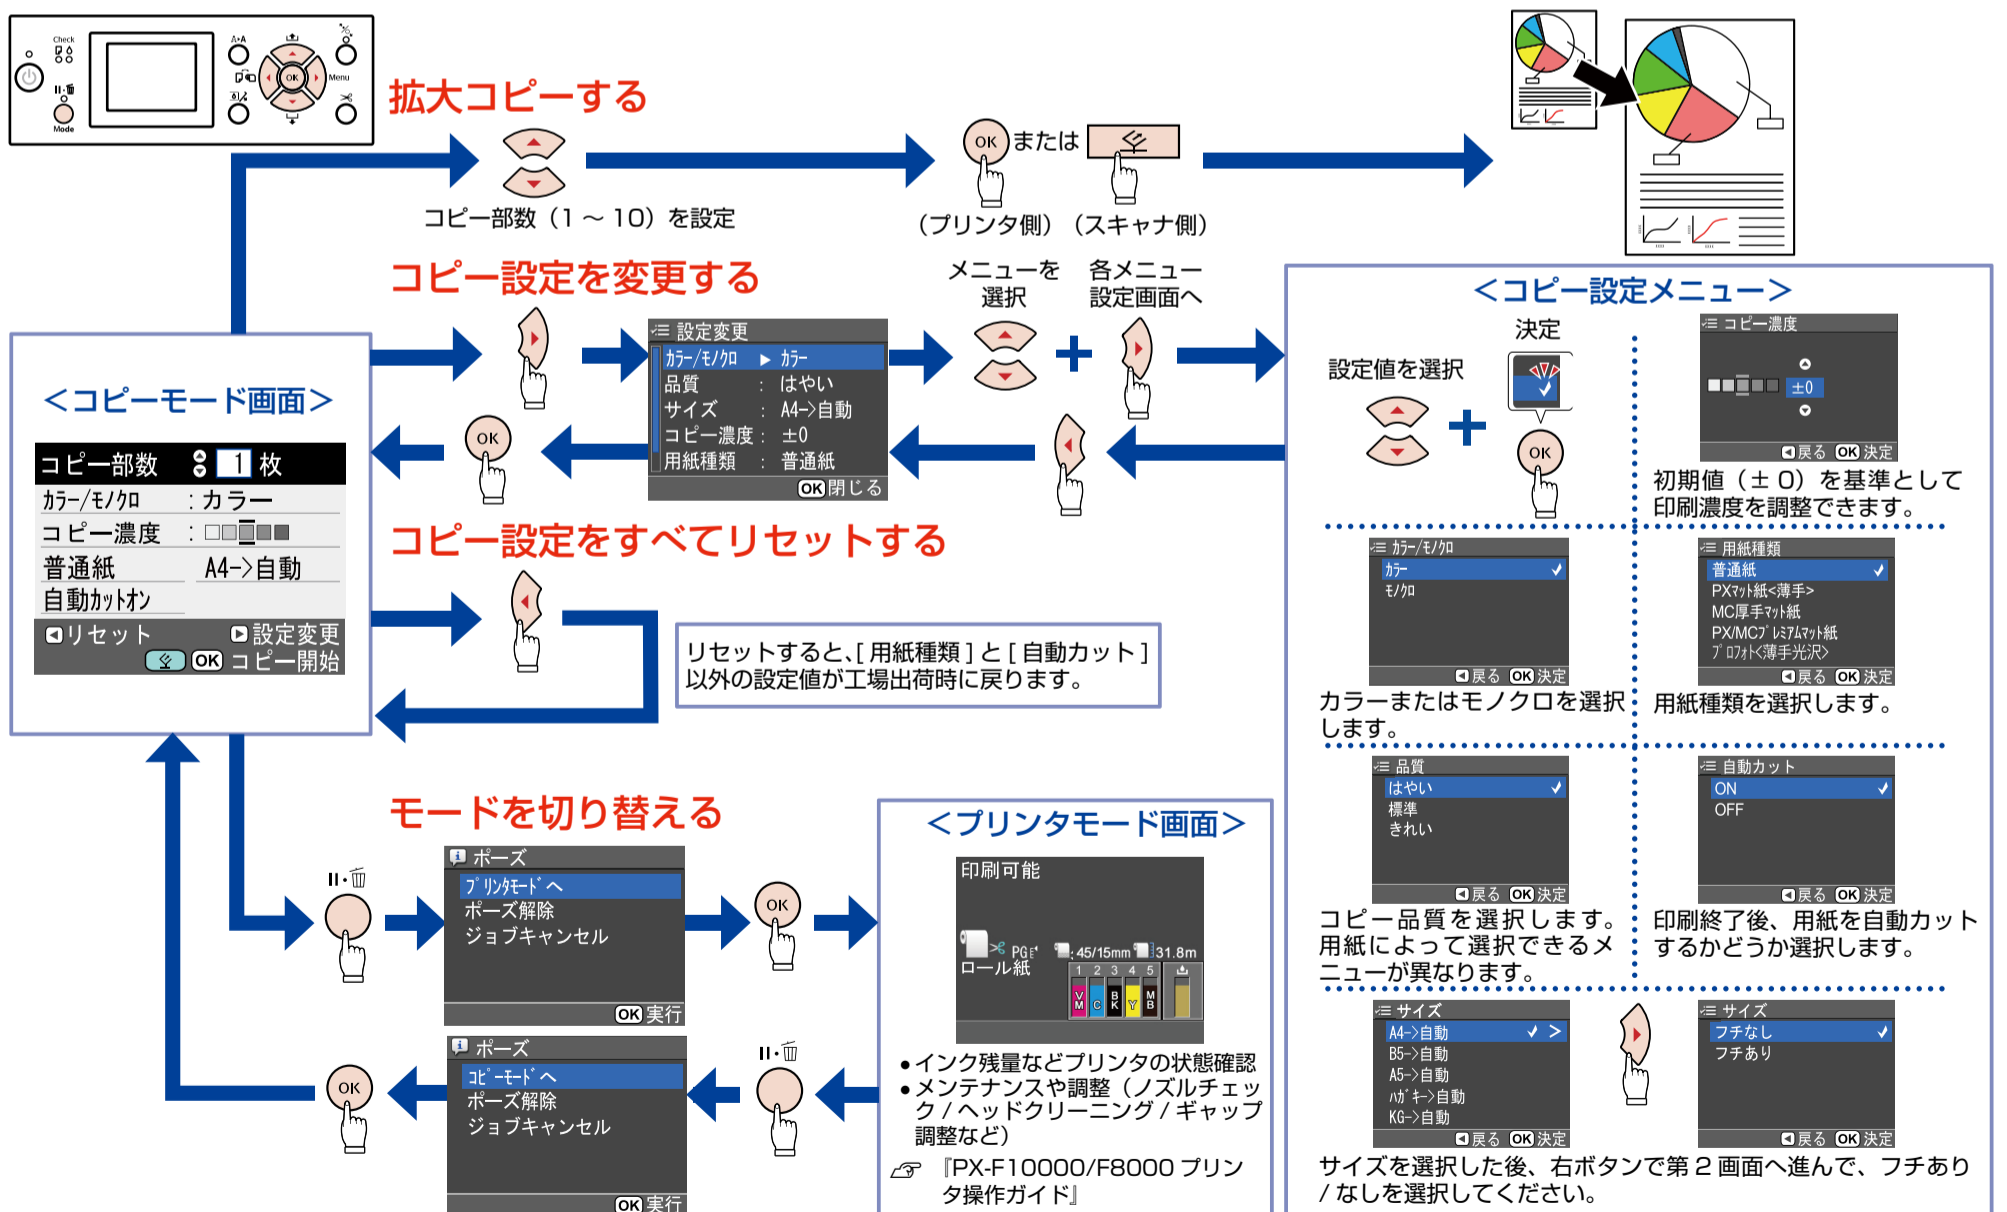 Check
Mode
A▸A
Menu
OK
拡大コピーする
コピー部数（1 ～ 10）を設定
OK
または
（プリンタ側）
（スキャナ側）
コピー設定を変更する
設定変更
カラー/モノクロ ▶ カラー
品質 : はやい
サイズ : A4->自動
コピー濃度 : ±0
用紙種類 : 普通紙
OK閉じる
メニューを
選択
各メニュー
設定画面へ
OK
＜コピーモード画面＞
コピー部数 1 枚
カラー/モノクロ : カラー
コピー濃度 :
普通紙 A4->自動
自動カットオン
リセット 設定変更
OK コピー開始
コピー設定をすべてリセットする
リセットすると、[ 用紙種類 ] と [ 自動カット ]
以外の設定値が工場出荷時に戻ります。
モードを切り替える
ポーズ
プリンタモードへ
ポーズ解除
ジョブキャンセル
OK実行
OK
＜プリンタモード画面＞
印刷可能
PGE
: 45/15mm 31.8m
ロール紙
1 2 3 4 5
VM C BK Y MB
●インク残量などプリンタの状態確認
●メンテナンスや調整（ノズルチェッ
ク / ヘッドクリーニング / ギャップ
調整など）
『PX-F10000/F8000 プリン
タ操作ガイド』
ポーズ
コピーモードへ
ポーズ解除
ジョブキャンセル
OK実行
OK
＜コピー設定メニュー＞
設定値を選択
決定
OK
コピー濃度
±0
戻る OK決定
初期値（± 0）を基準として
印刷濃度を調整できます。
カラー/モノクロ
カラー
モノクロ
戻る OK決定
カラーまたはモノクロを選択
します。
用紙種類
普通紙
PXマット紙<薄手>
MC厚手マット紙
PX/MCプレミアムマット紙
プロフォト<薄手光沢>
戻る OK決定
用紙種類を選択します。
品質
はやい
標準
きれい
戻る OK決定
コピー品質を選択します。
用紙によって選択できるメ
ニューが異なります。
自動カット
ON
OFF
戻る OK決定
印刷終了後、用紙を自動カット
するかどうか選択します。
サイズ
A4->自動 >
B5->自動
A5->自動
ハガキ->自動
KG->自動
戻る OK決定
サイズ
フチなし
フチあり
戻る OK決定
サイズを選択した後、右ボタンで第 2 画面へ進んで、フチあり
/ なしを選択してください。